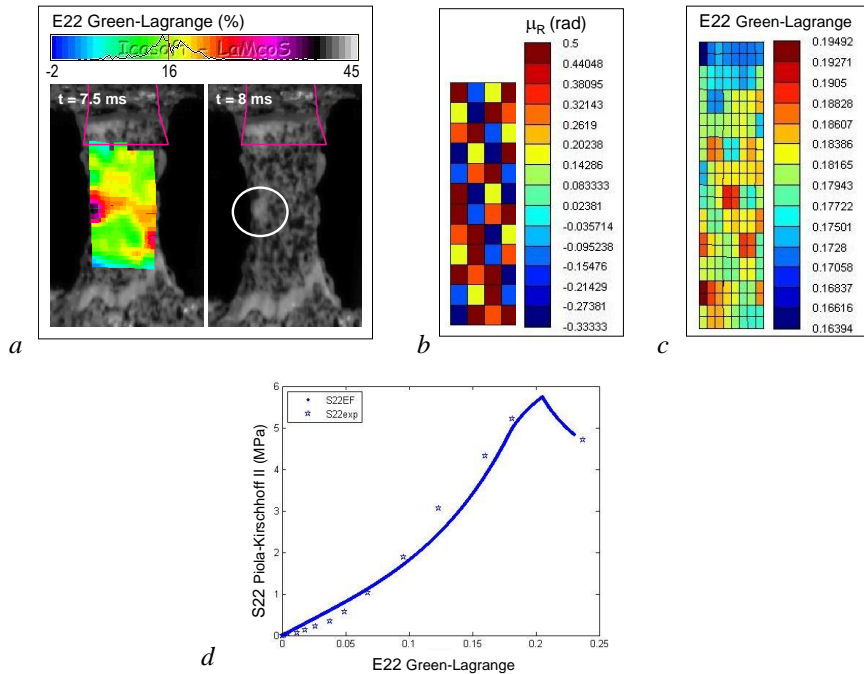 E22 Green-Lagrange (%)
Icasoft - LaMcoS
-2 16 45
t = 7.5 ms
t = 8 ms
a
μR (rad)
0.5
0.44048
0.38095
0.32143
0.2619
0.20238
0.14286
0.083333
0.02381
-0.035714
-0.095238
-0.15476
-0.21429
-0.27381
-0.33333
b
E22 Green-Lagrange
0.19492
0.19271
0.1905
0.18828
0.18607
0.18386
0.18165
0.17943
0.17722
0.17501
0.1728
0.17058
0.16837
0.16616
0.16394
c
S22EF
S22exp
S22 Piola-Kirschhoff II (MPa)
6
5
4
3
2
1
0
0 0.05 0.1 0.15 0.2 0.25
E22 Green-Lagrange
d